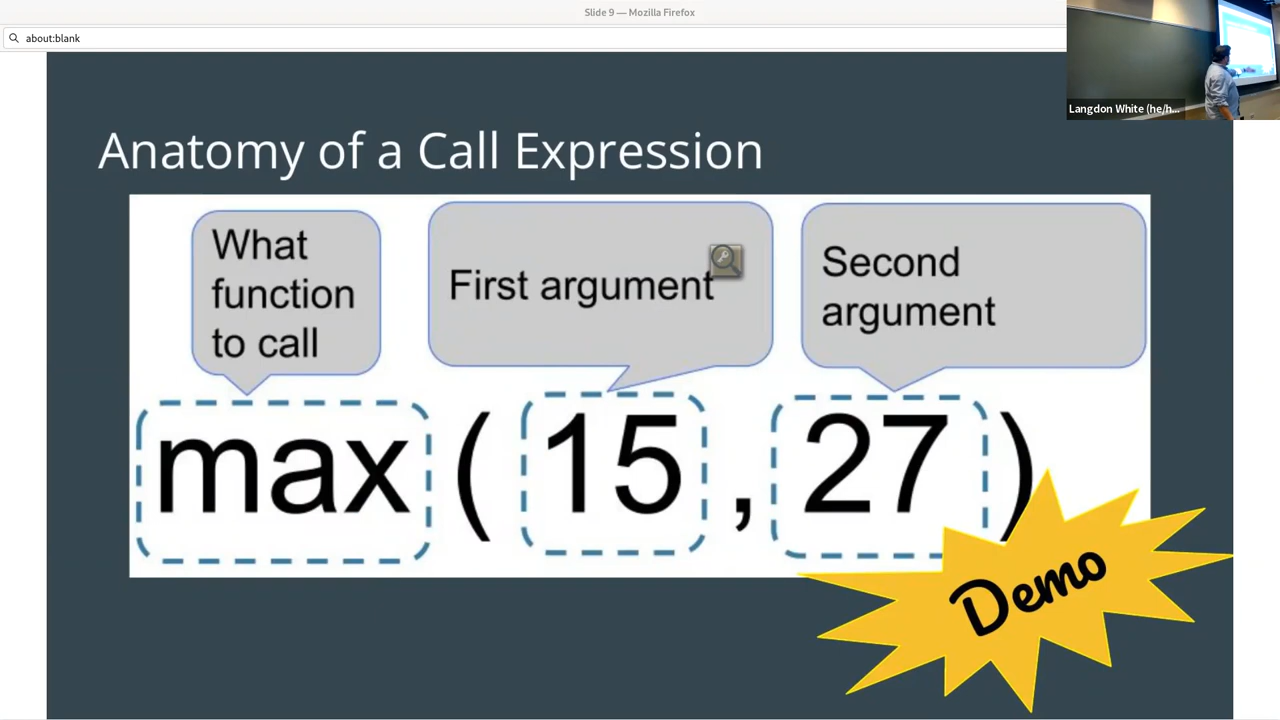 Slide 9 — Mozilla Firefox
about:blank
Langdon White (he/h...
Anatomy of a Call Expression
What
function
to call
First argument
Second
argument
max ( 15 , 27 )
Demo